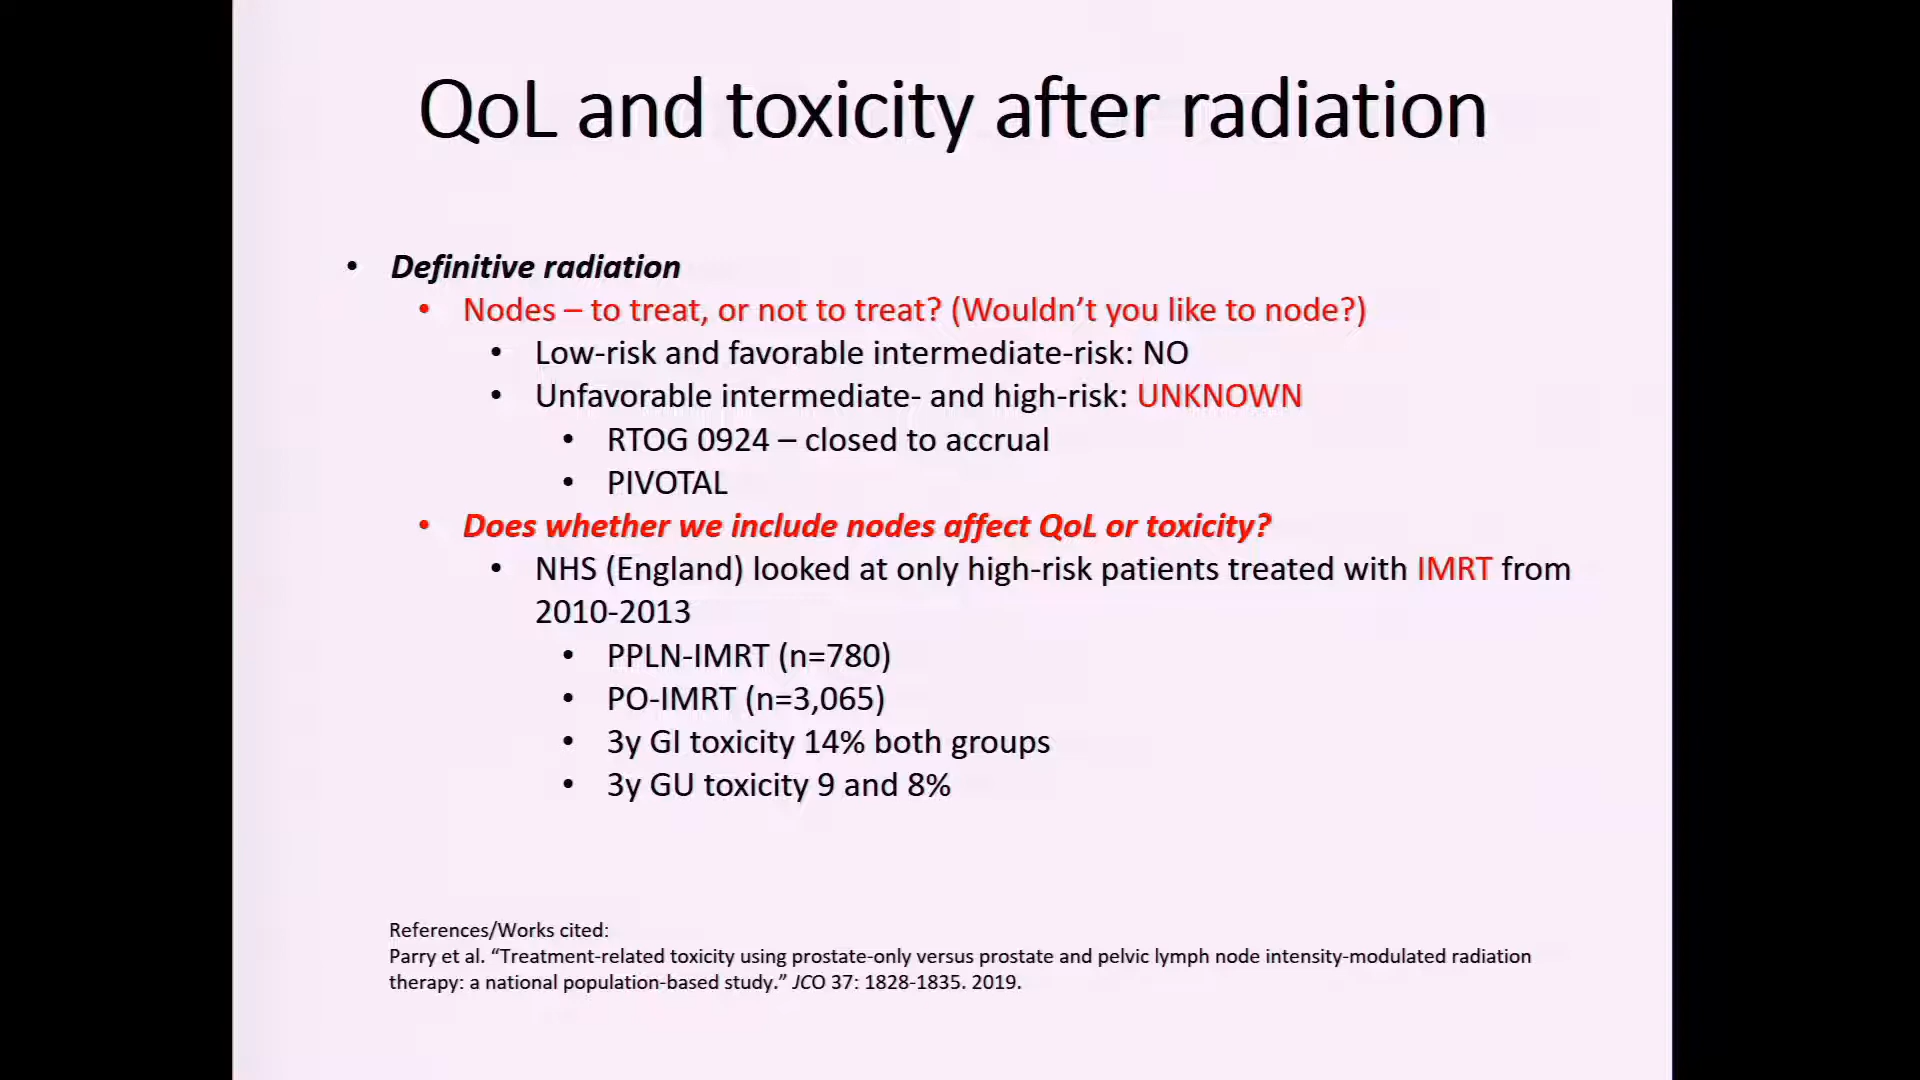 QoL and toxicity after radiation
• Definitive radiation
• Nodes – to treat, or not to treat? (Wouldn’t you like to node?)
• Low-risk and favorable intermediate-risk: NO
• Unfavorable intermediate- and high-risk: UNKNOWN
• RTOG 0924 – closed to accrual
• PIVOTAL
• Does whether we include nodes affect QoL or toxicity?
• NHS (England) looked at only high-risk patients treated with IMRT from
2010-2013
• PPLN-IMRT (n=780)
• PO-IMRT (n=3,065)
• 3y GI toxicity 14% both groups
• 3y GU toxicity 9 and 8%
References/Works cited:
Parry et al. “Treatment-related toxicity using prostate-only versus prostate and pelvic lymph node intensity-modulated radiation
therapy: a national population-based study.” JCO 37: 1828-1835. 2019.